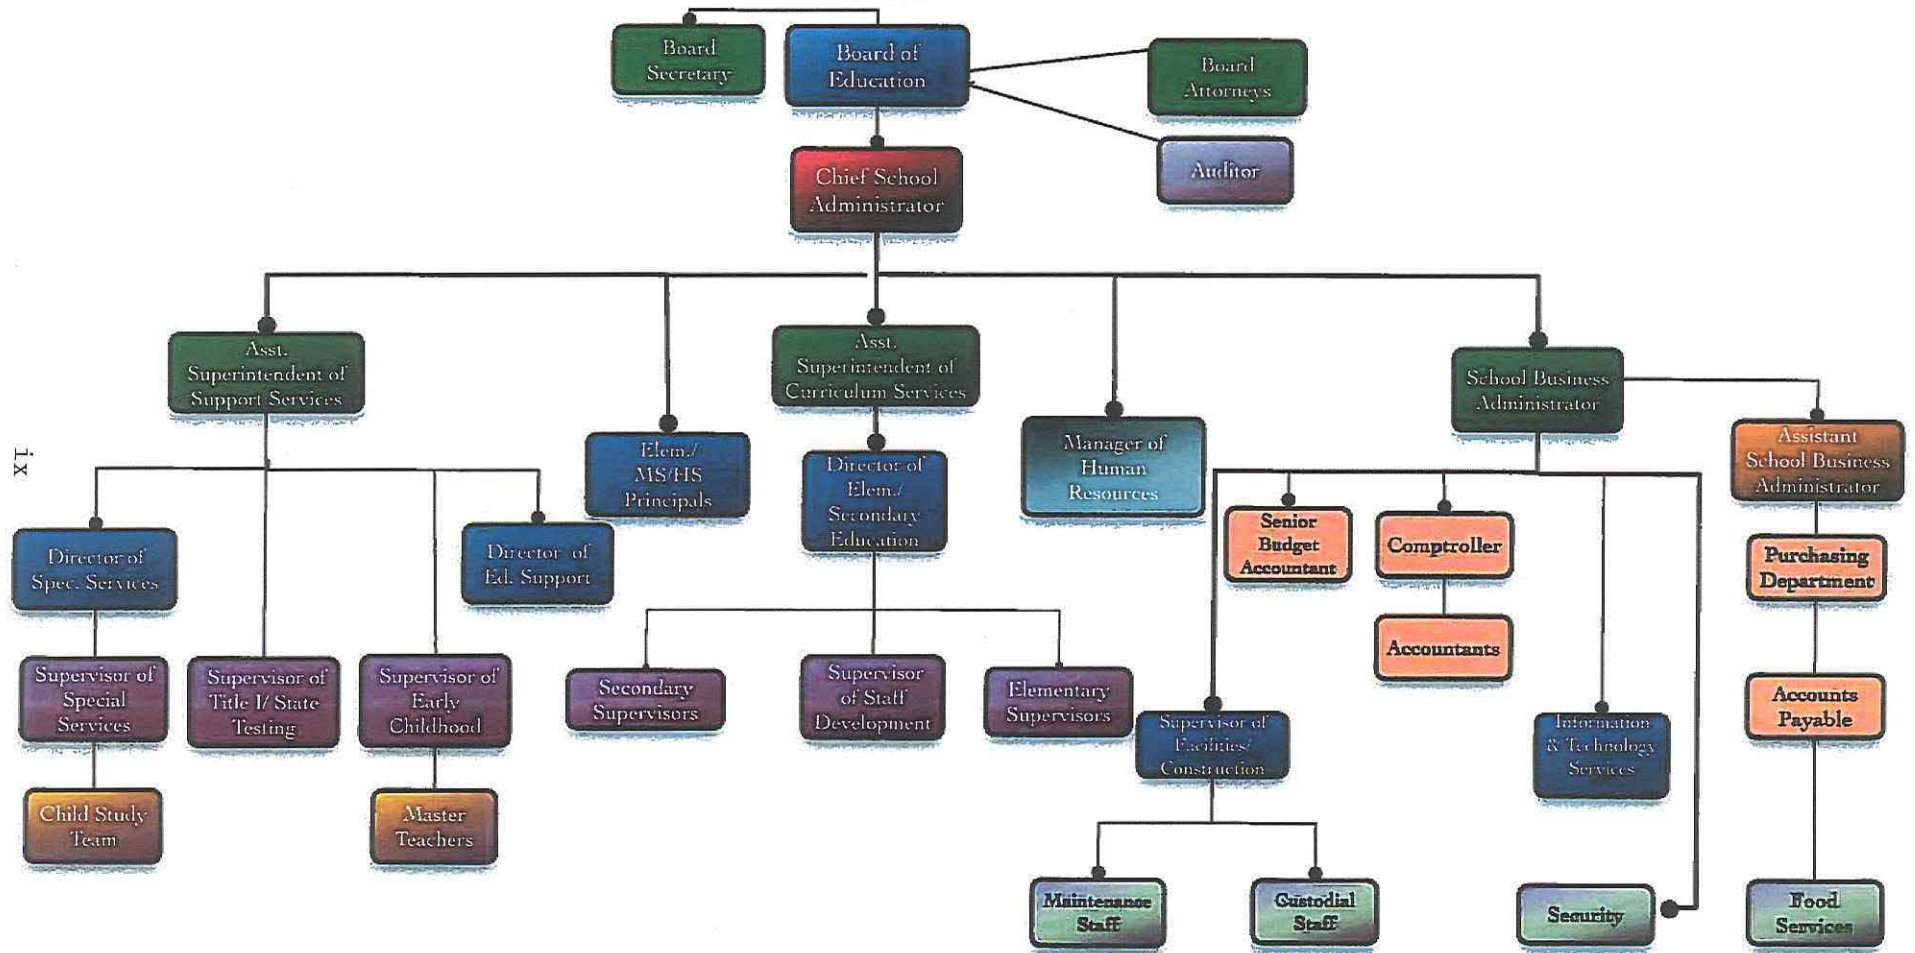 Board
Secretary
Board of
Education
Board
Attorneys
Auditor
Chief School
Administrator
Asst.
Superintendent of
Support Services
Elem./
MS/HS
Principals
Asst.
Superintendent of
Curriculum Services
Manager of
Human
Resources
School Business
Administrator
Assistant
School Business
Administrator
ix
Director of
Spec. Services
Director of
Ed. Support
Director of
Elem./
Secondary
Education
Senior
Budget
Accountant
Comptroller
Purchasing
Department
Accountants
Supervisor of
Special
Services
Supervisor of
Title I/ State
Testing
Supervisor of
Early
Childhood
Secondary
Supervisors
Supervisor
of Staff
Development
Elementary
Supervisors
Supervisor of
Facilities/
Construction
Information
& Technology
Services
Accounts
Payable
Child Study
Team
Master
Teachers
Maintenance
Staff
Custodial
Staff
Security
Food
Services